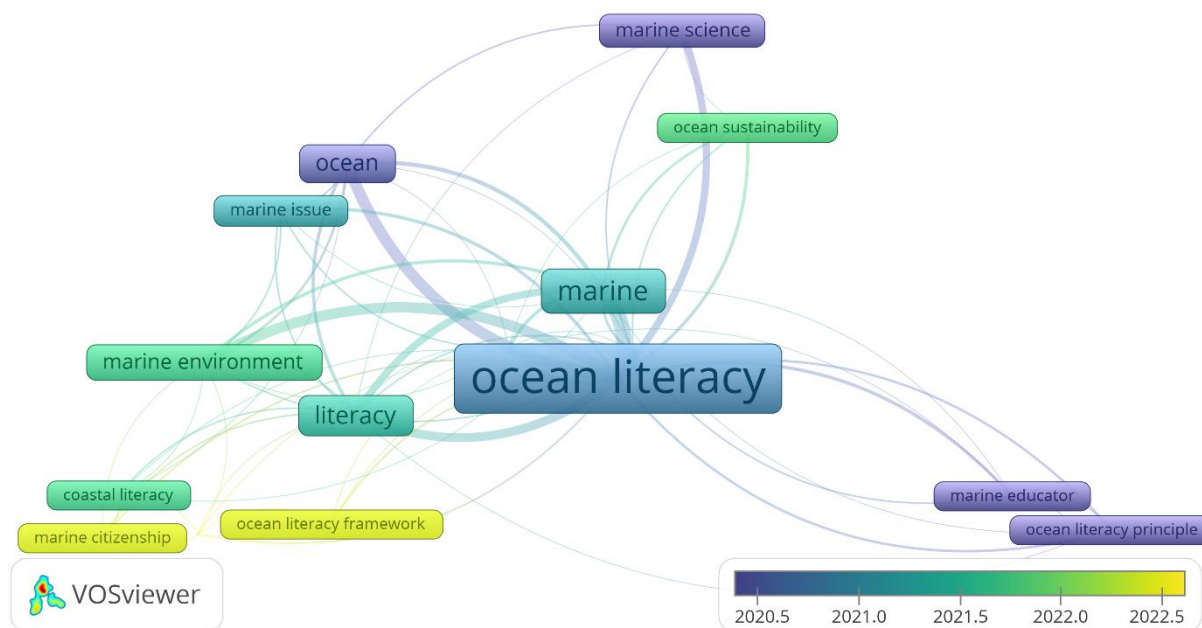 marine science
ocean sustainability
ocean
marine issue
marine
marine environment
ocean literacy
literacy
coastal literacy
marine educator
ocean literacy framework
ocean literacy principle
marine citizenship
VOSviewer
2020.5 2021.0 2021.5 2022.0 2022.5